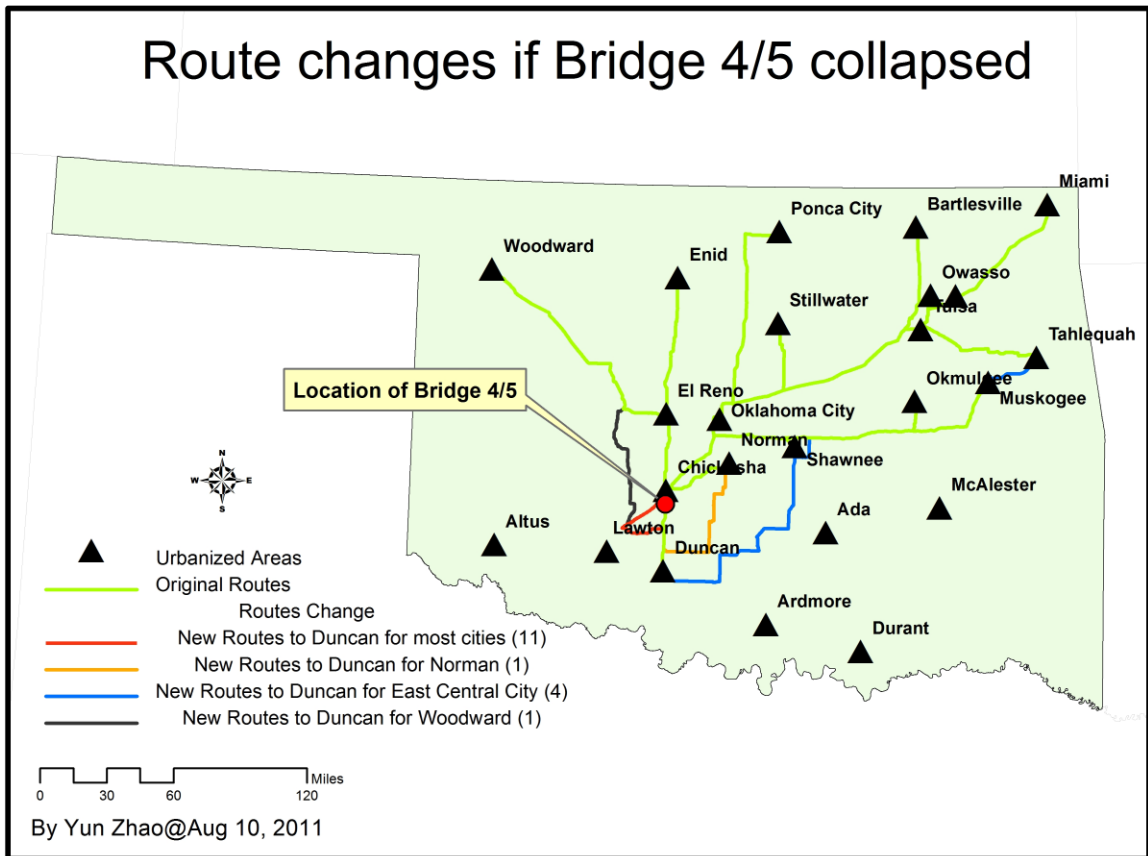 Route changes if Bridge 4/5 collapsed
Miami
Ponca City
Bartlesville
Woodward
Enid
Owasso
Stillwater
Tulsa
Tahlequah
Location of Bridge 4/5
El Reno
Okmulgee
Muskogee
Oklahoma City
Norman
Shawnee
Chickasha
N
W E
S
McAlester
Altus
Lawton
Ada
Duncan
Urbanized Areas
Original Routes
Routes Change
Ardmore
New Routes to Duncan for most cities (11)
Durant
New Routes to Duncan for Norman (1)
New Routes to Duncan for East Central City (4)
New Routes to Duncan for Woodward (1)
Miles
0 30 60 120
By Yun Zhao@Aug 10, 2011